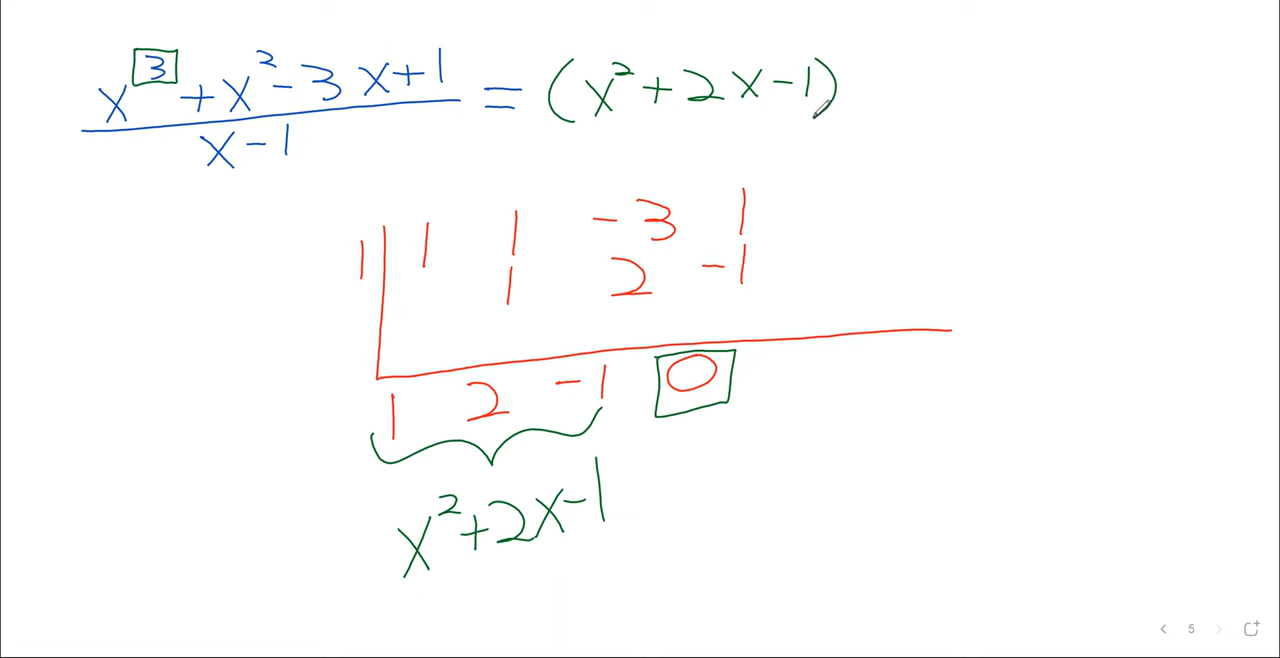 x^3 + x^2 - 3x + 1 = (x^2 + 2x - 1)
x - 1
1 | 1 1 -3 1
1 2 -1
1 2 -1 0
x^2 + 2x - 1
< 5 >